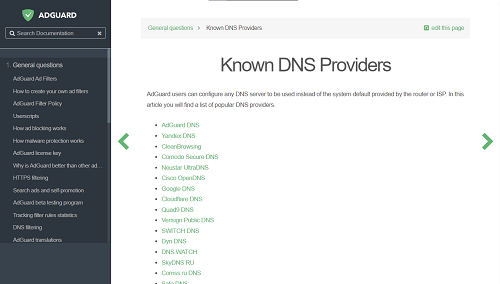 ADGUARD
Search Documentation
1. General questions
AdGuard Ad Filters
How to create your own ad filters
AdGuard Filter Policy
Userscripts
How ad blocking works
How malware protection works
AdGuard license key
Why is AdGuard better than other ad...
HTTPS filtering
Search ads and self-promotion
AdGuard beta testing program
Tracking filter rules statistics
DNS filtering
AdGuard translations
General questions > Known DNS Providers
edit this page
Known DNS Providers
AdGuard users can configure any DNS server to be used instead of the system default provided by the router or ISP. In this
article you will find a list of popular DNS providers.
AdGuard DNS
Yandex DNS
CleanBrowsing
Comodo Secure DNS
Neustar UltraDNS
Cisco OpenDNS
Google DNS
Cloudflare DNS
Quad9 DNS
Verisign Public DNS
SWITCH DNS
Dyn DNS
DNS.WATCH
SkyDNS RU
Comss.ru DNS
Safe DNS